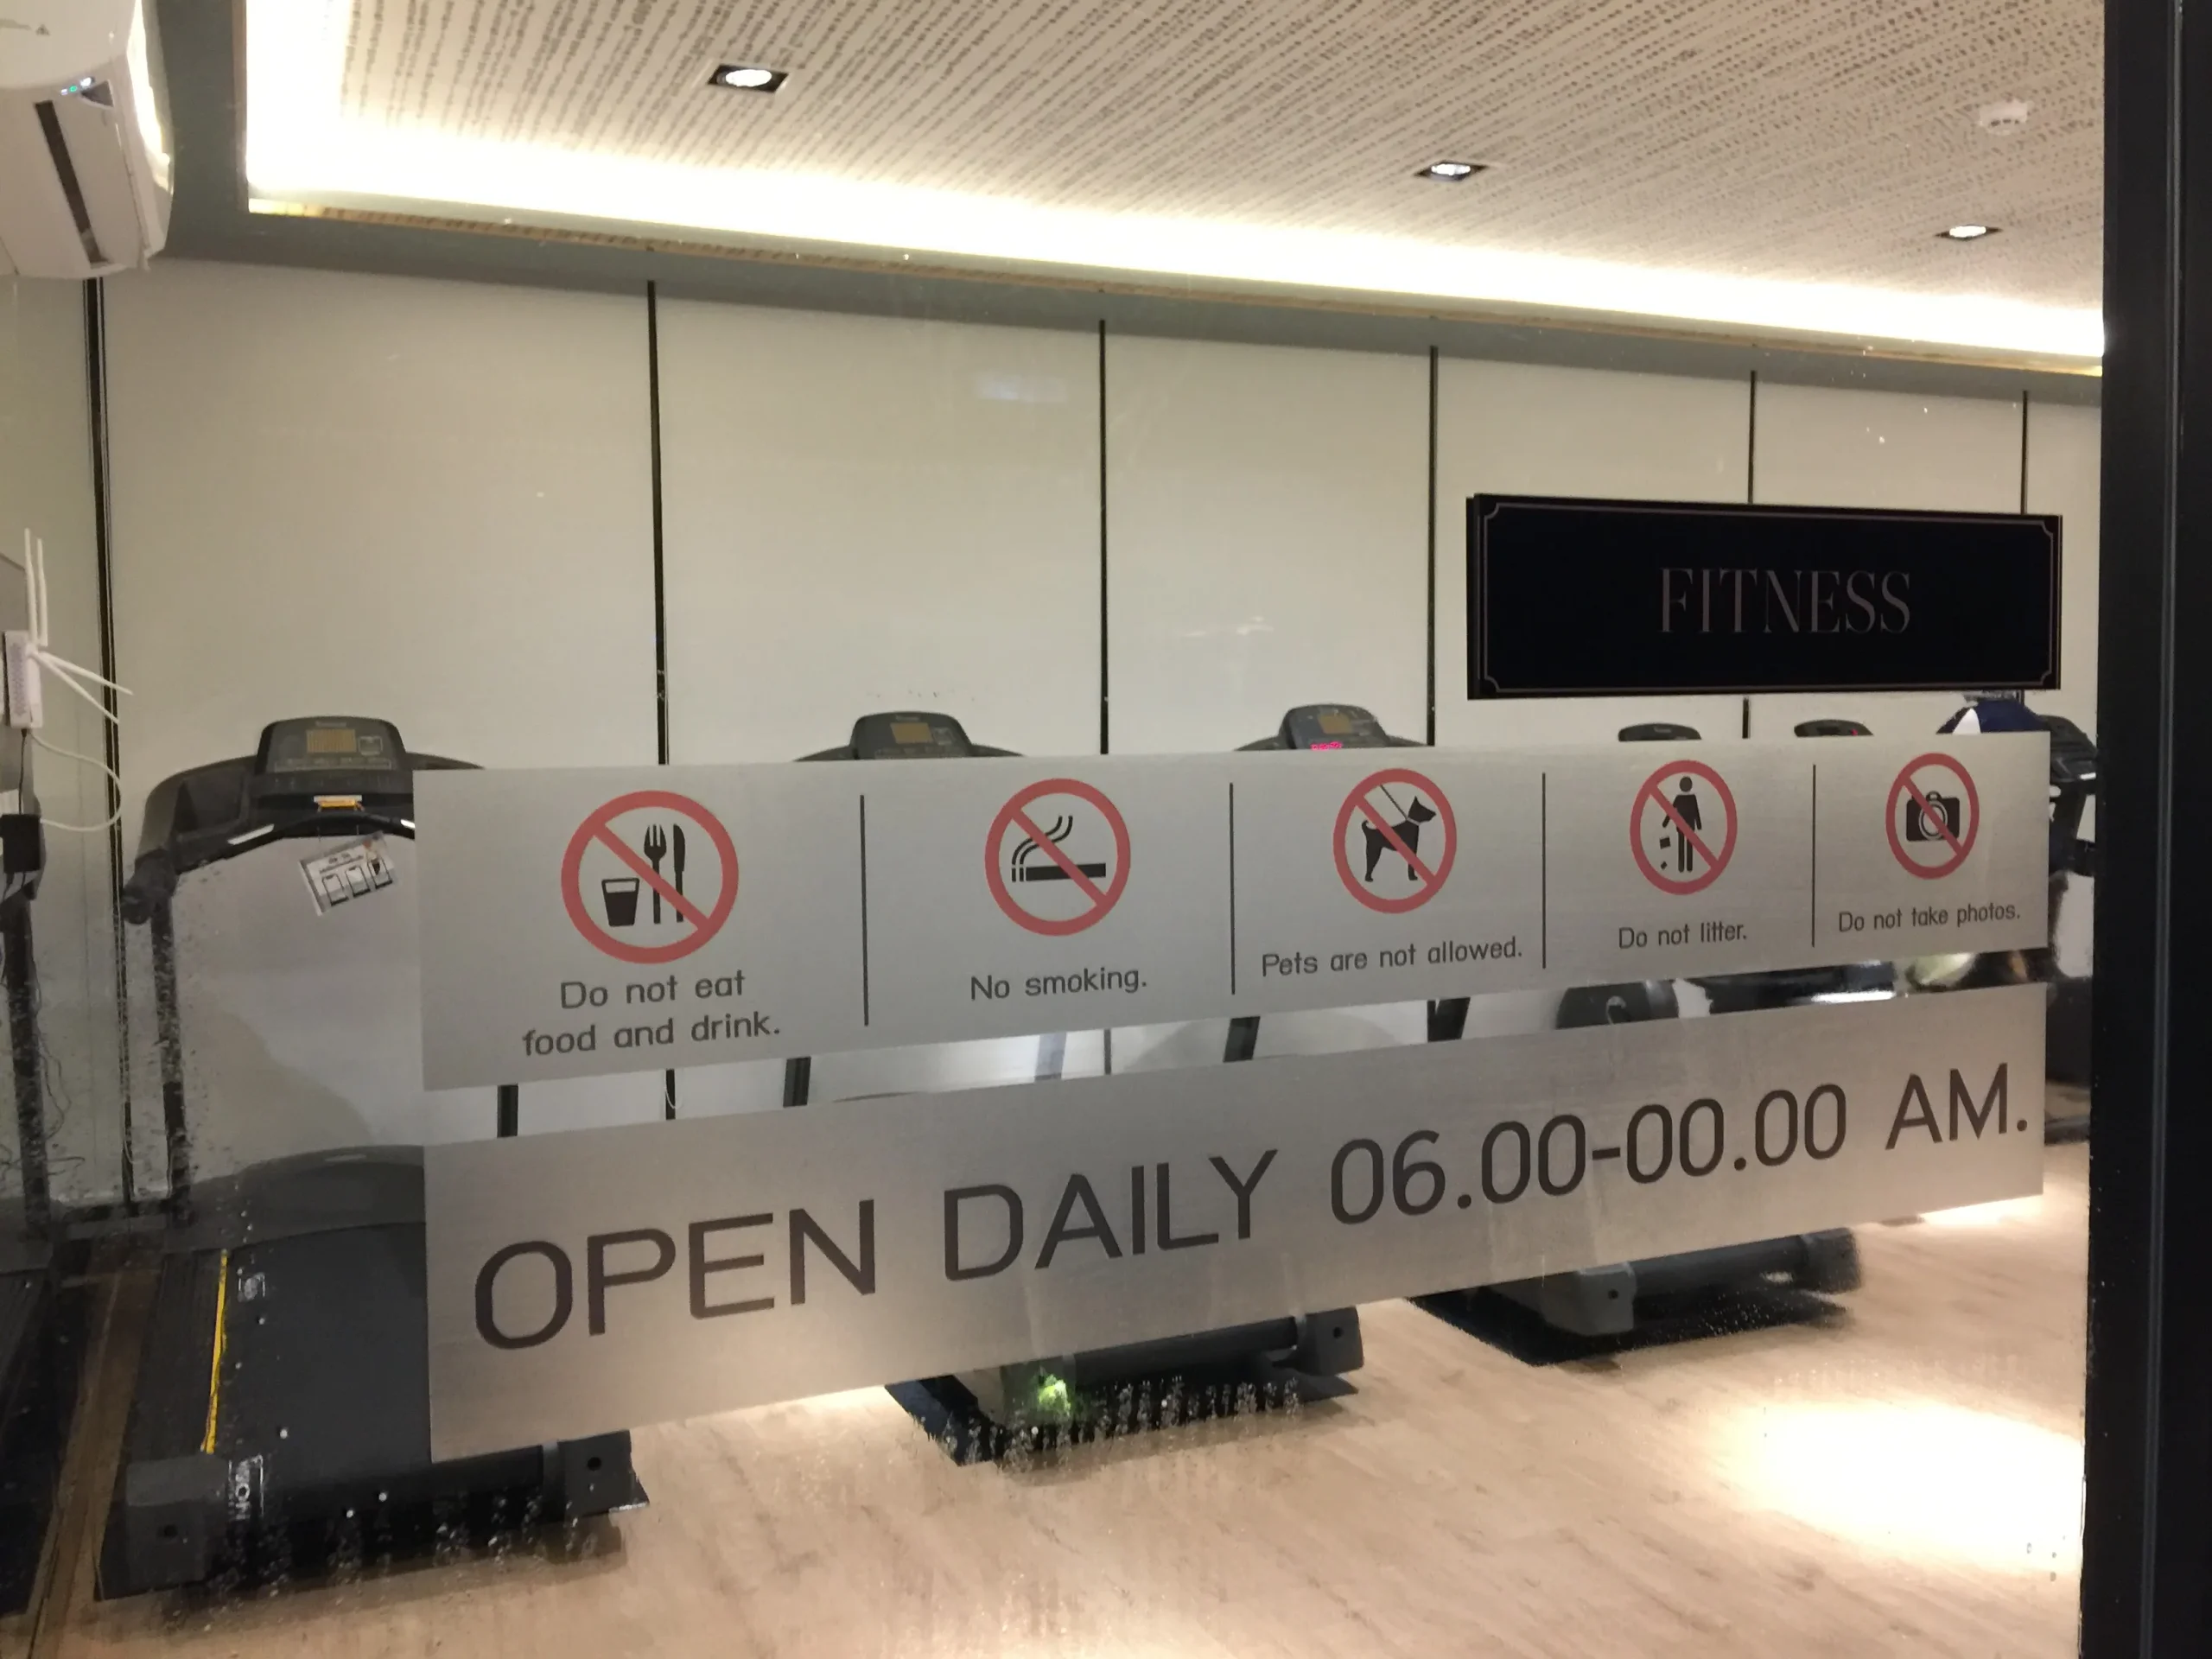 FITNESS
Do not eat
food and drink.
No smoking.
Pets are not allowed.
Do not litter.
Do not take photos.
OPEN DAILY 06.00-00.00 AM.